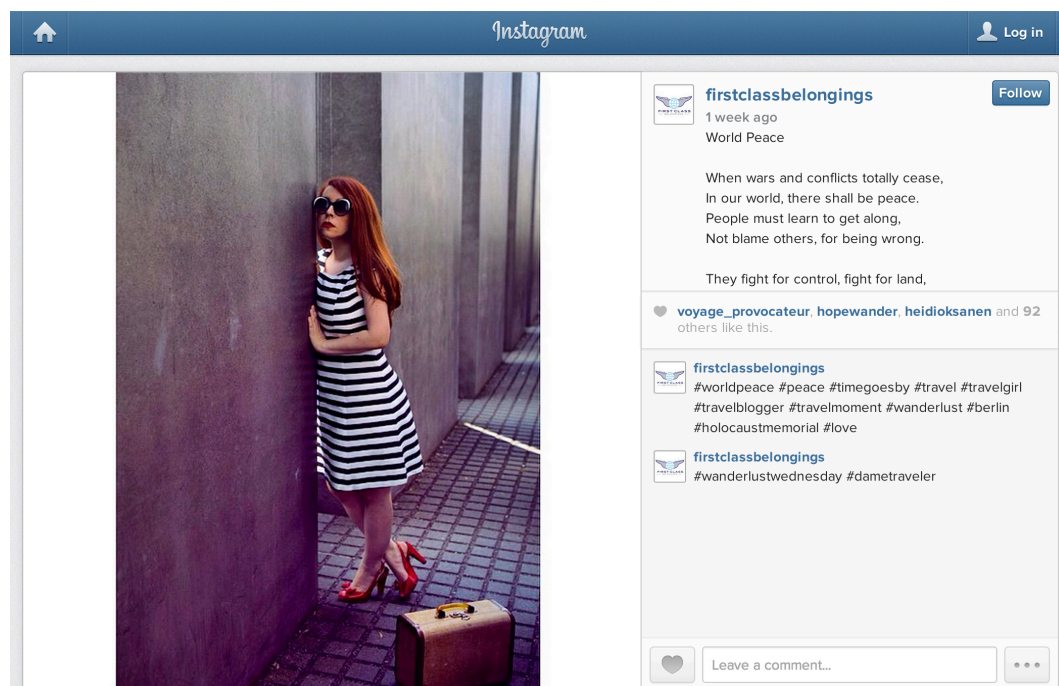 Instagram
Log in
firstclassbelongings
Follow
1 week ago
World Peace
When wars and conflicts totally cease,
In our world, there shall be peace.
People must learn to get along,
Not blame others, for being wrong.
They fight for control, fight for land,
voyage_provocateur, hopewander, heidioksanen and 92
others like this.
firstclassbelongings
#worldpeace #peace #timegoesby #travel #travelgirl
#travelblogger #travelmoment #wanderlust #berlin
#holocaustmemorial #love
firstclassbelongings
#wanderlustwednesday #dametraveler
Leave a comment...